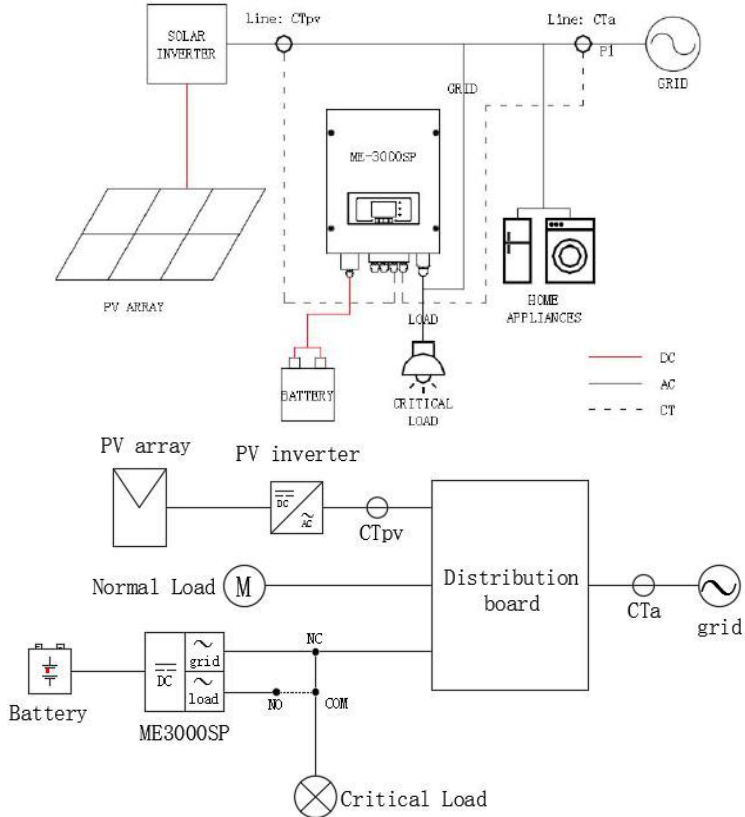 Line: CTpv
Line: CTa
SOLAR
INVERTER
P1
GRID
GRID
ME-3000SP
PV ARRAY
HOME
APPLIANCES
LOAD
BATTERY
CRITICAL
LOAD
DC
AC
CT
PV array
PV inverter
DC
AC
CTpv
Distribution
board
Normal Load
M
CTa
grid
NC
grid
DC
load
NO
COM
Battery
ME3000SP
Critical Load